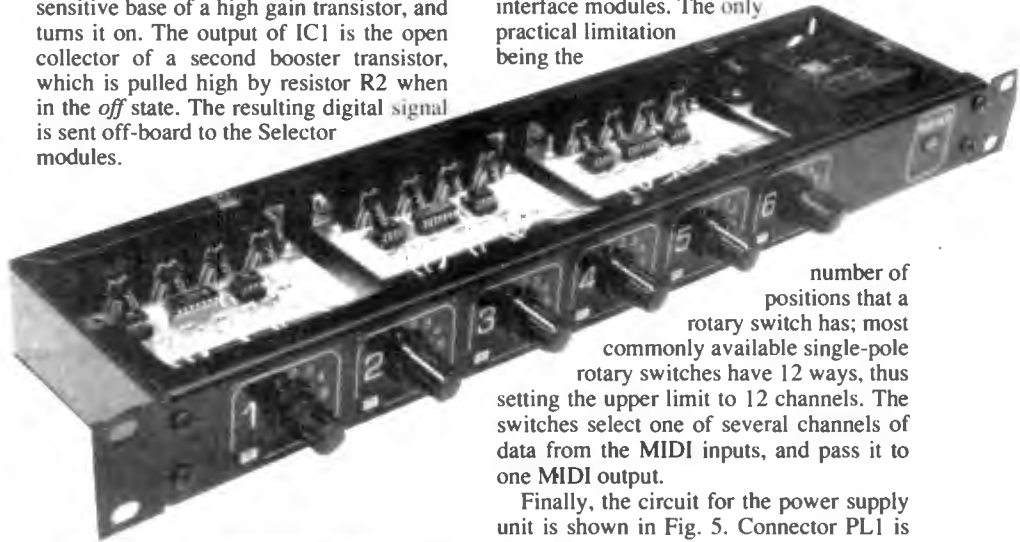 sensitive base of a high gain transistor, and
turns it on. The output of IC1 is the open
collector of a second booster transistor,
which is pulled high by resistor R2 when
in the off state. The resulting digital signal
is sent off-board to the Selector
modules.
interface modules. The only
practical limitation
being the
number of
positions that a
rotary switch has; most
commonly available single-pole
rotary switches have 12 ways, thus
setting the upper limit to 12 channels. The
switches select one of several channels of
data from the MIDI inputs, and pass it to
one MIDI output.
Finally, the circuit for the power supply
unit is shown in Fig. 5. Connector PL1 is
1
2
3
4
5
6